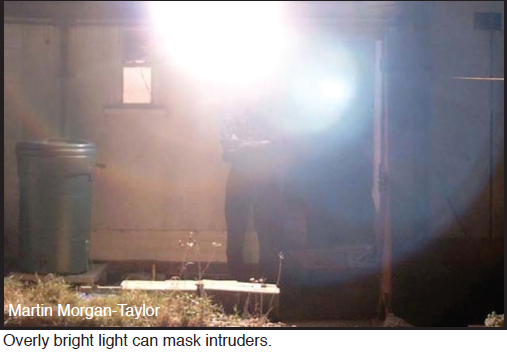 Martin Morgan-Taylor
Overly bright light can mask intruders.